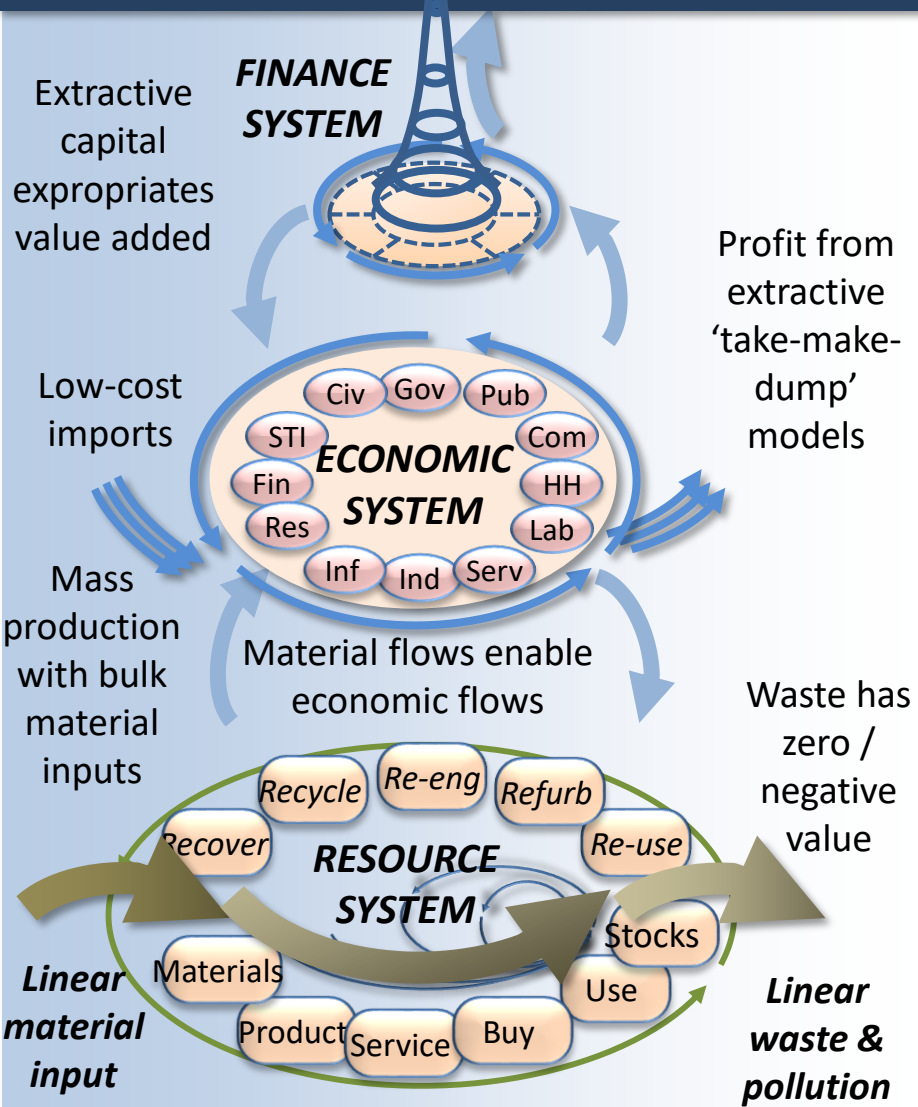 FINANCE
SYSTEM
Extractive
capital
expropriates
value added
Profit from
extractive
‘take-make-
dump’
models
Low-cost
imports
Civ
Gov
Pub
STI
Com
ECONOMIC
SYSTEM
Fin
HH
Res
Lab
Inf
Ind
Serv
Mass
production
with bulk
material
inputs
Material flows enable
economic flows
Waste has
zero /
negative
value
Recycle
Re-eng
Refurb
Recover
Re-use
RESOURCE
SYSTEM
Stocks
Materials
Use
Product
Service
Buy
Linear
material
input
Linear
waste &
pollution